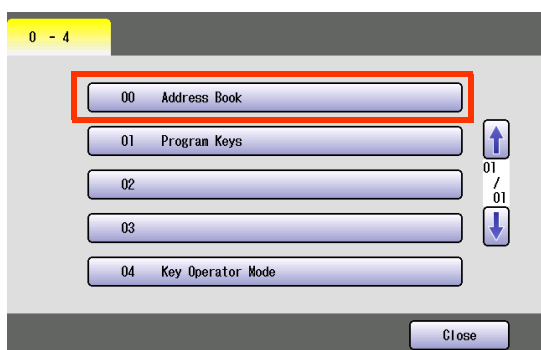 0 - 4
00 Address Book
01 Program Keys
02
03
04 Key Operator Mode
01
/
01
Close